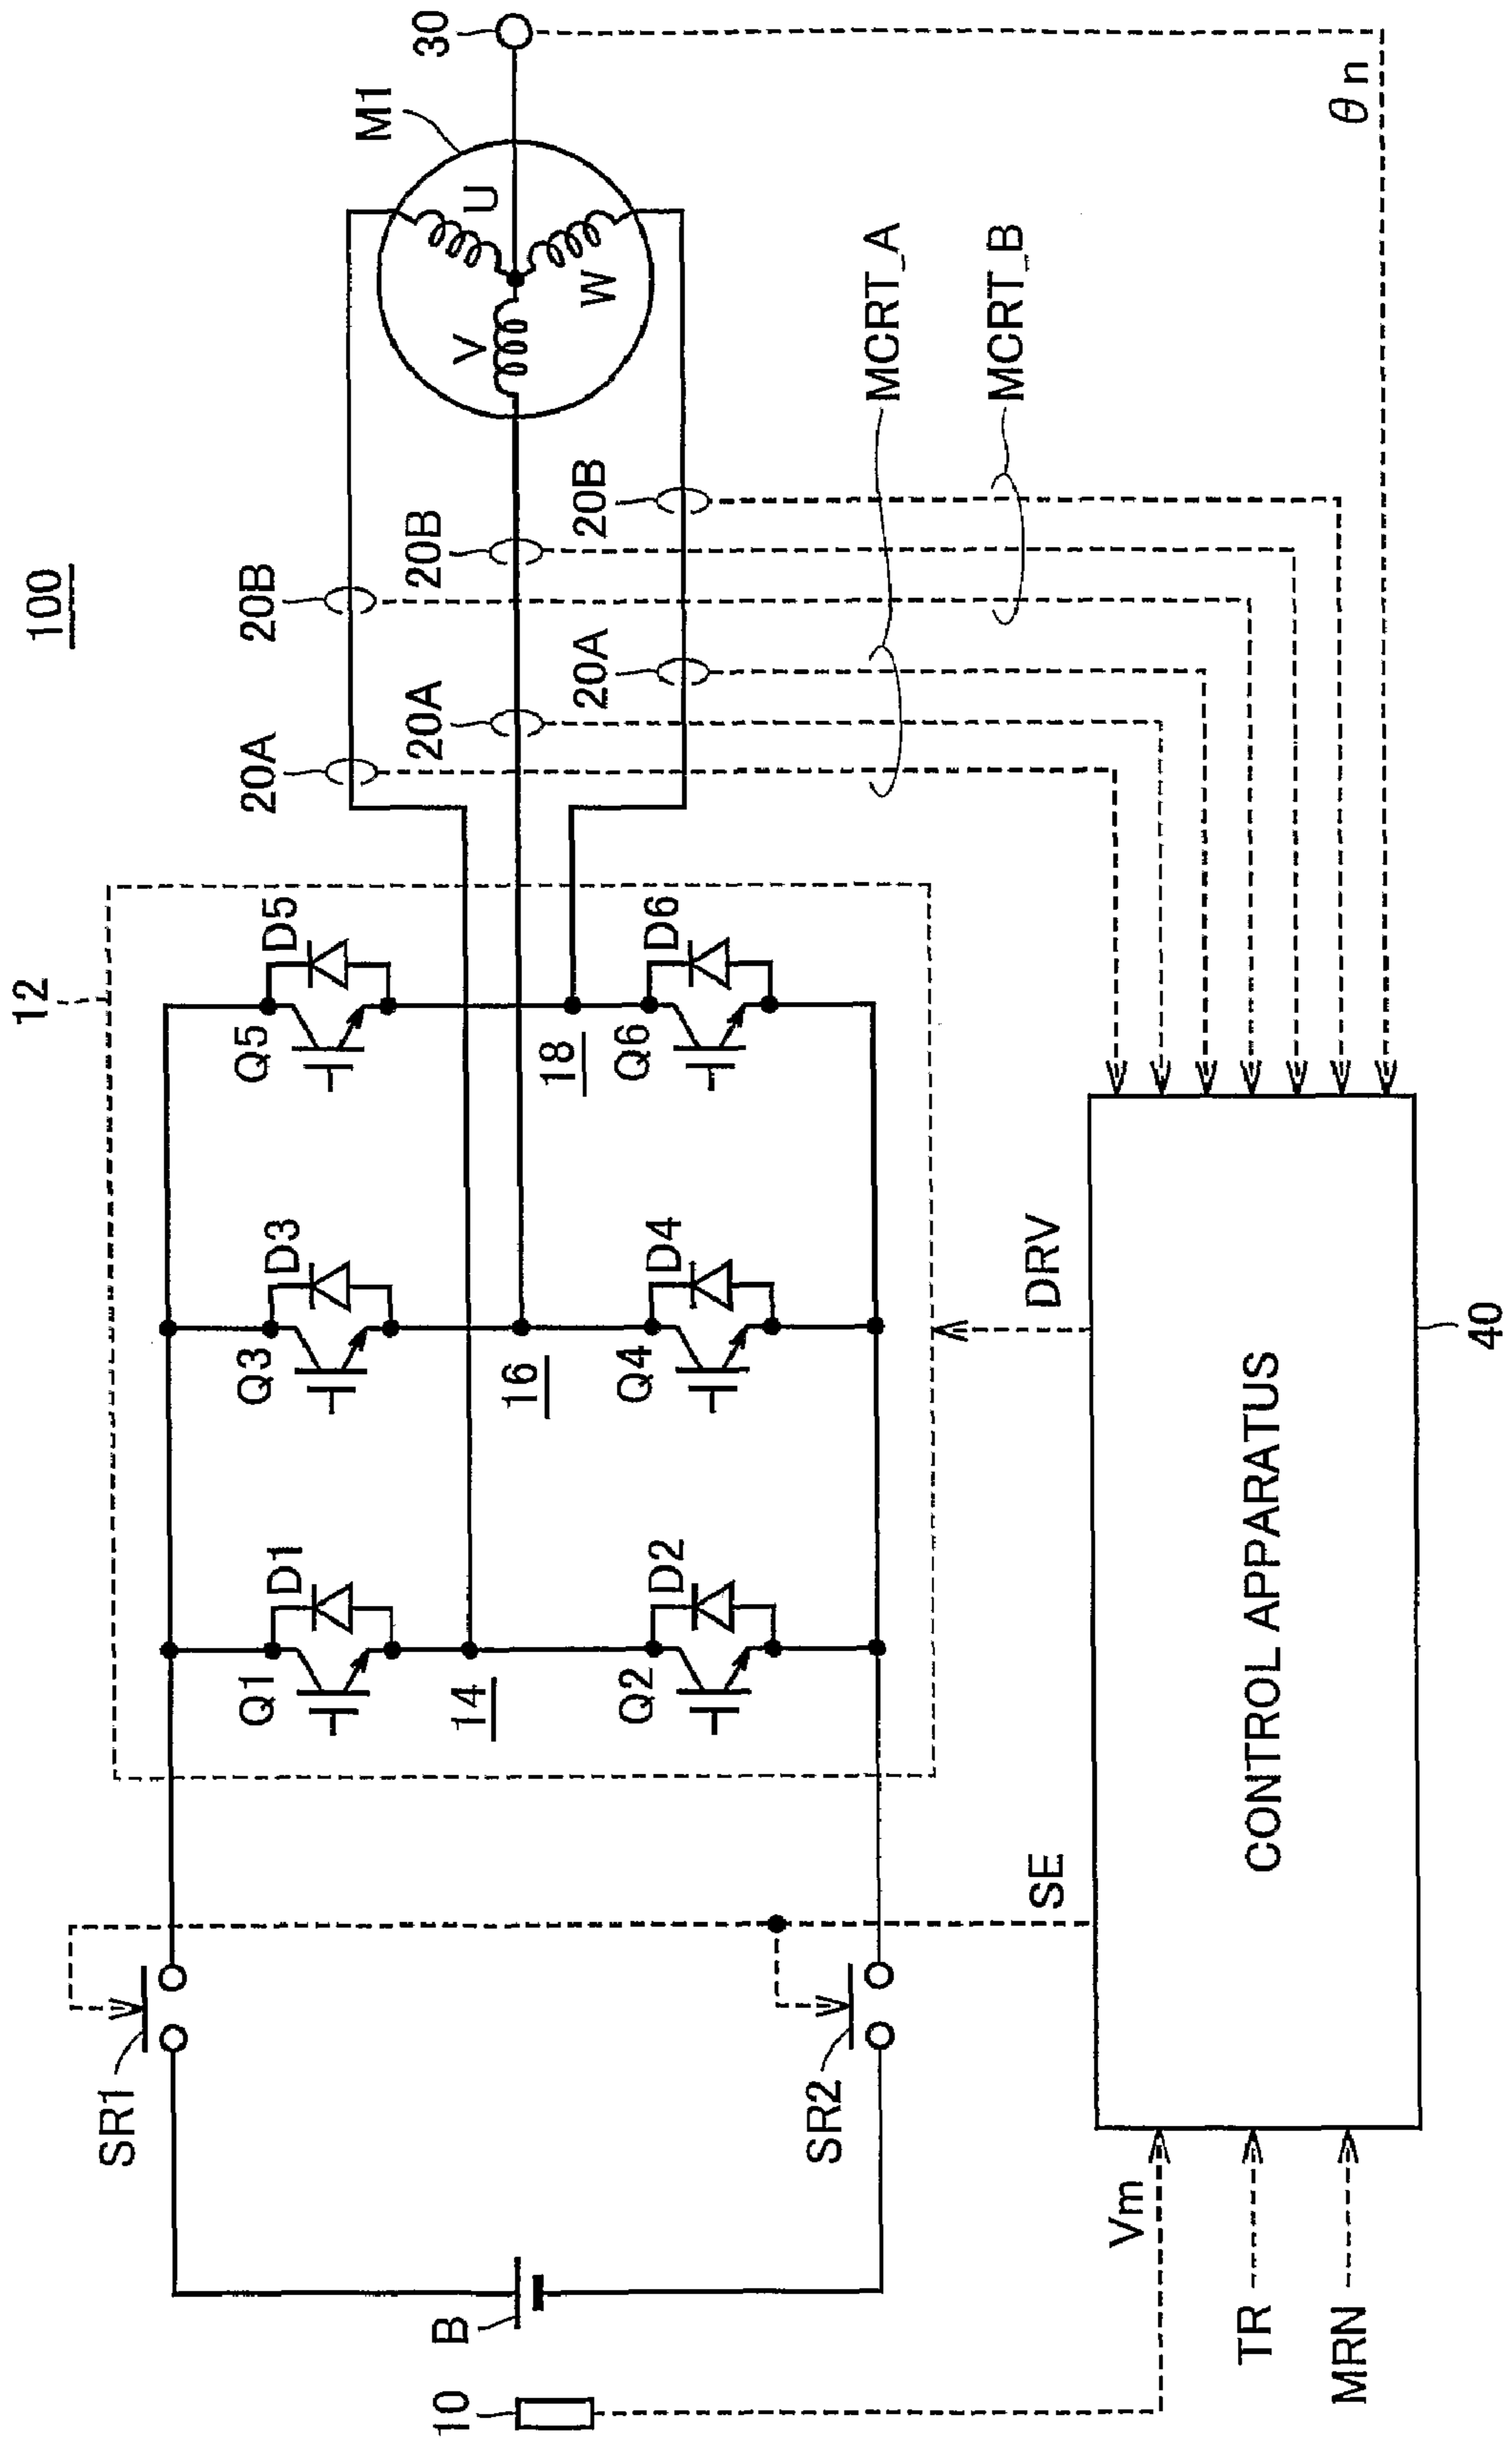 100
12
SR1
Q1
D1
Q3
D3
Q5
D5
20A
20B
M1
30
B
10
14
16
18
20A
20B
U
V
W
Q2
D2
Q4
D4
Q6
D6
20A
20B
SR2
SE
DRV
MCRT_A
MCRT_B
Vm
TR
MRN
CONTROL APPARATUS
40
θn